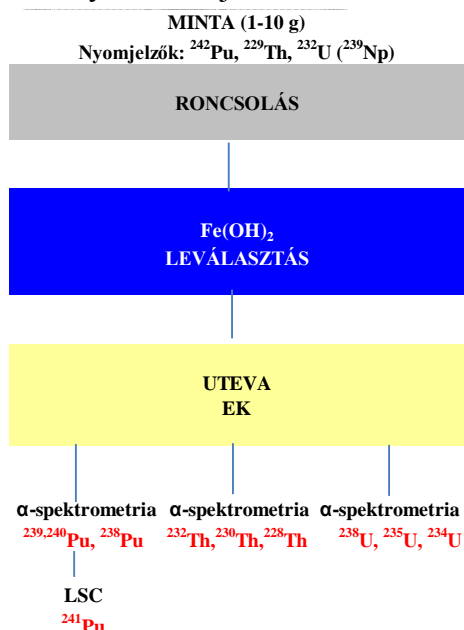 MINTA (1-10 g)
Nyomjelzők: ²⁴²Pu, ²²⁹Th, ²³²U (²³⁹Np)
RONCSOLÁS
Fe(OH)₂
LEVÁLASZTÁS
UTEVA
EK
α-spektrometria α-spektrometria α-spektrometria
²³⁹,²⁴⁰Pu, ²³⁸Pu ²³²Th,²³⁰Th,²²⁸Th ²³⁸U, ²³⁵U, ²³⁴U
LSC
²⁴¹Pu